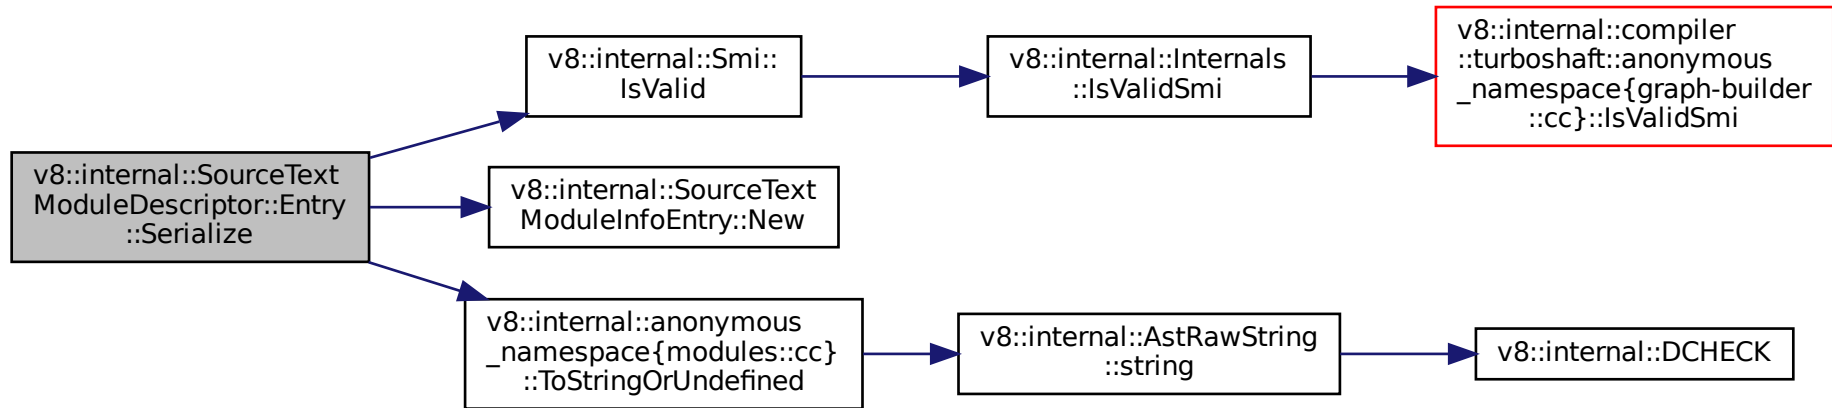 v8::internal::SourceText
ModuleDescriptor::Entry
::Serialize
v8::internal::Smi::
IsValid
v8::internal::Internals
::IsValidSmi
v8::internal::compiler
::turboshaft::anonymous
_namespace{graph-builder
::cc}::IsValidSmi
v8::internal::SourceText
ModuleInfoEntry::New
v8::internal::anonymous
_namespace{modules::cc}
::ToStringOrUndefined
v8::internal::AstRawString
::string
v8::internal::DCHECK